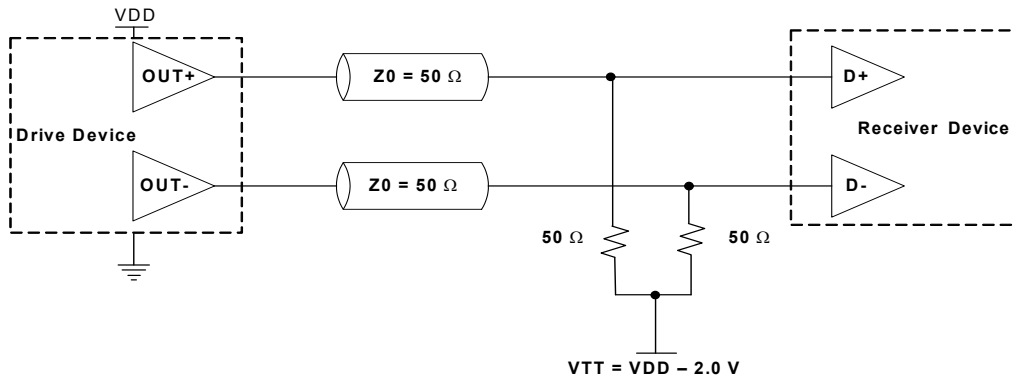 VDD
OUT+
Z0 = 50 Ω
D+
Drive Device
Receiver Device
OUT-
Z0 = 50 Ω
D-
50 Ω
50 Ω
VTT = VDD – 2.0 V